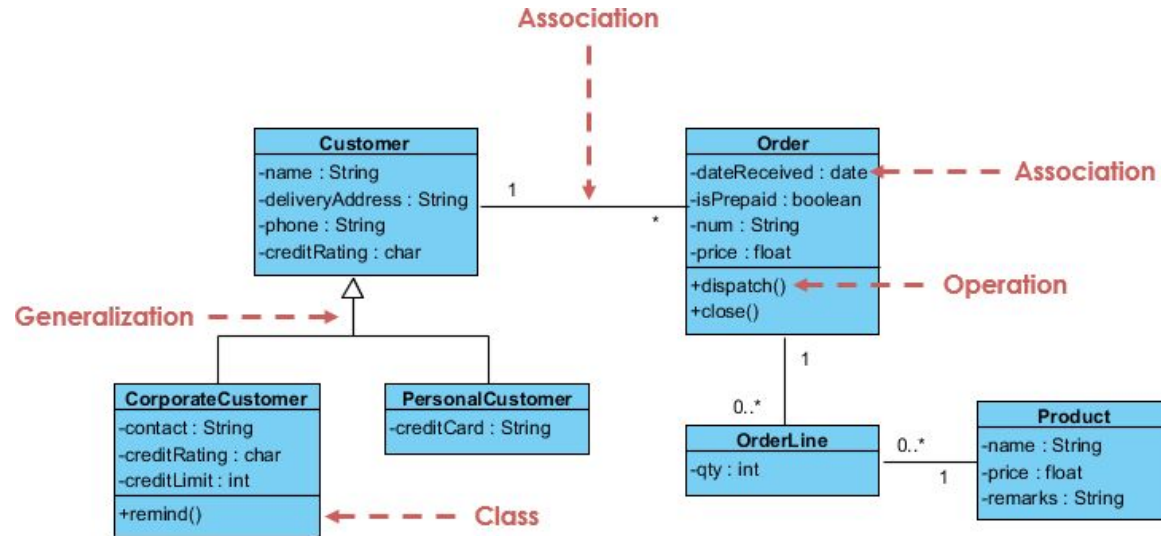 Association
Customer
-name : String
-deliveryAddress : String
-phone : String
-creditRating : char
1
*
Order
-dateReceived : date
-isPrepaid : boolean
-num : String
-price : float
+dispatch()
+close()
Association
Operation
Generalization
CorporateCustomer
-contact : String
-creditRating : char
-creditLimit : int
+remind()
Class
PersonalCustomer
-creditCard : String
1
0..*
OrderLine
-qty : int
0..*
1
Product
-name : String
-price : float
-remarks : String